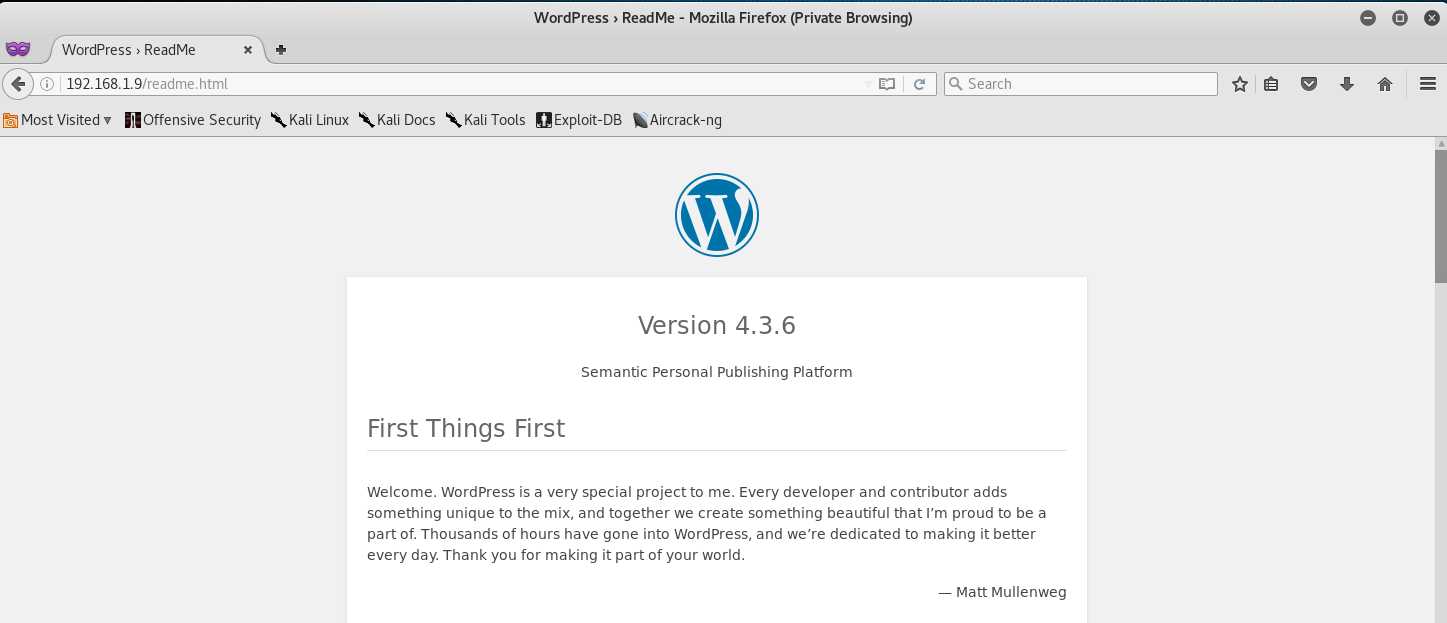 WordPress › ReadMe - Mozilla Firefox (Private Browsing)
WordPress › ReadMe
192.168.1.9/readme.html
Search
Most Visited
Offensive Security
Kali Linux
Kali Docs
Kali Tools
Exploit-DB
Aircrack-ng
Version 4.3.6
Semantic Personal Publishing Platform
First Things First
Welcome. WordPress is a very special project to me. Every developer and contributor adds
something unique to the mix, and together we create something beautiful that I’m proud to be a
part of. Thousands of hours have gone into WordPress, and we’re dedicated to making it better
every day. Thank you for making it part of your world.
— Matt Mullenweg